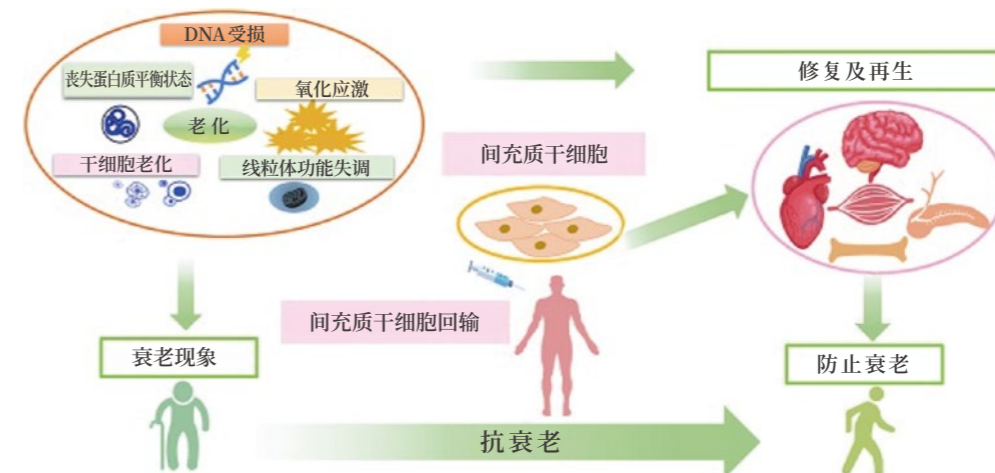 DNA受损
丧失蛋白质平衡状态
氧化应激
老化
干细胞老化
线粒体功能失调
修复及再生
间充质干细胞
间充质干细胞回输
衰老现象
防止衰老
抗衰老